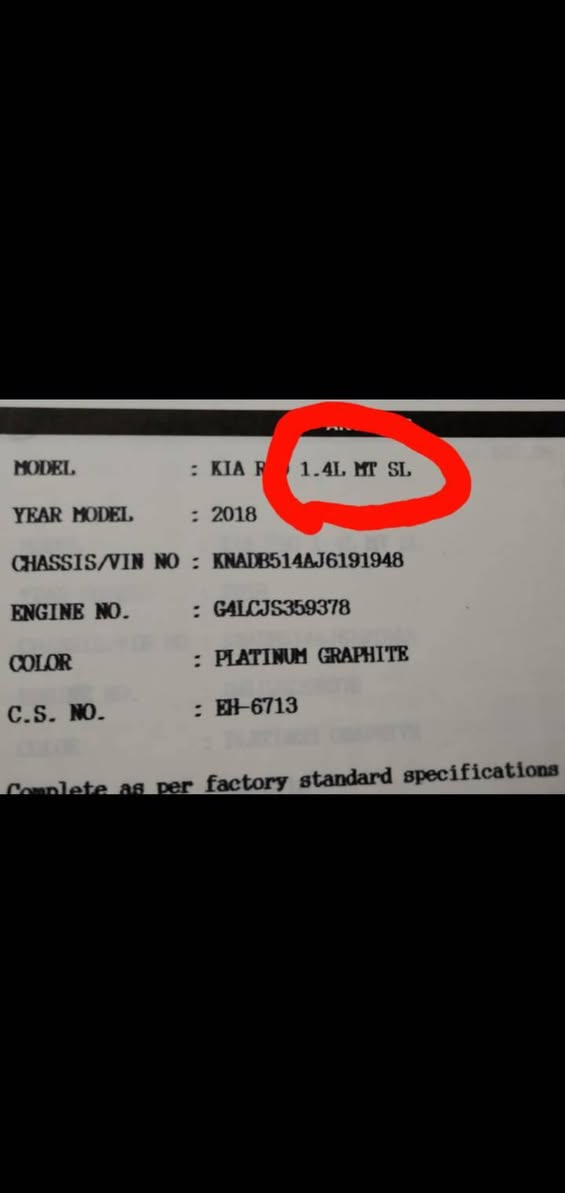 MODEL : KIA 1.4L MT SL
YEAR MODEL : 2018
CHASSIS/VIN NO : KNADB514AJ6191948
ENGINE NO. : G4LCJS359378
COLOR : PLATINUM GRAPHITE
C.S. NO. : EH-6713
Complete as per factory standard specifications